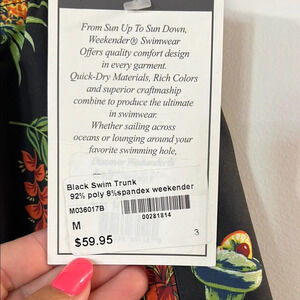 From Sun Up To Sun Down,
Weekender® Swimwear
Offers quality comfort design
in every garment.
Quick-Dry Materials, Rich Colors
and superior craftmaship
combine to produce the ultimate
in swimwear.
Whether sailing across
oceans or lounging around your
favorite swimming hole,
Black Swim Trunk
92% poly 8%spandex weekender
M036017B
00281814
M
$59.95
3